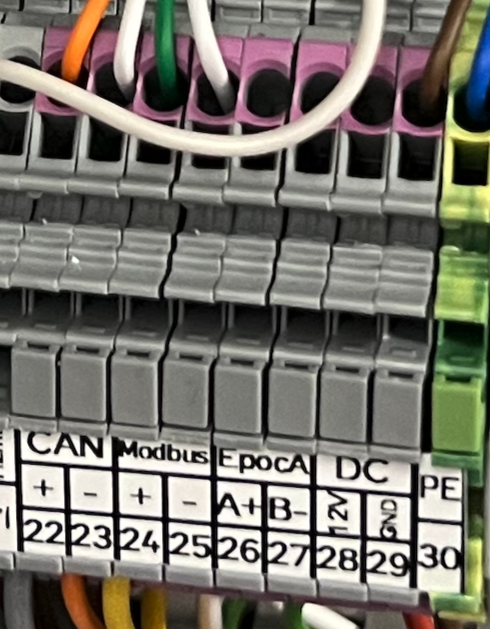 CAN Modbus EpocA DC PE
+ - + - A+ B- 12V GND
22 23 24 25 26 27 28 29 30